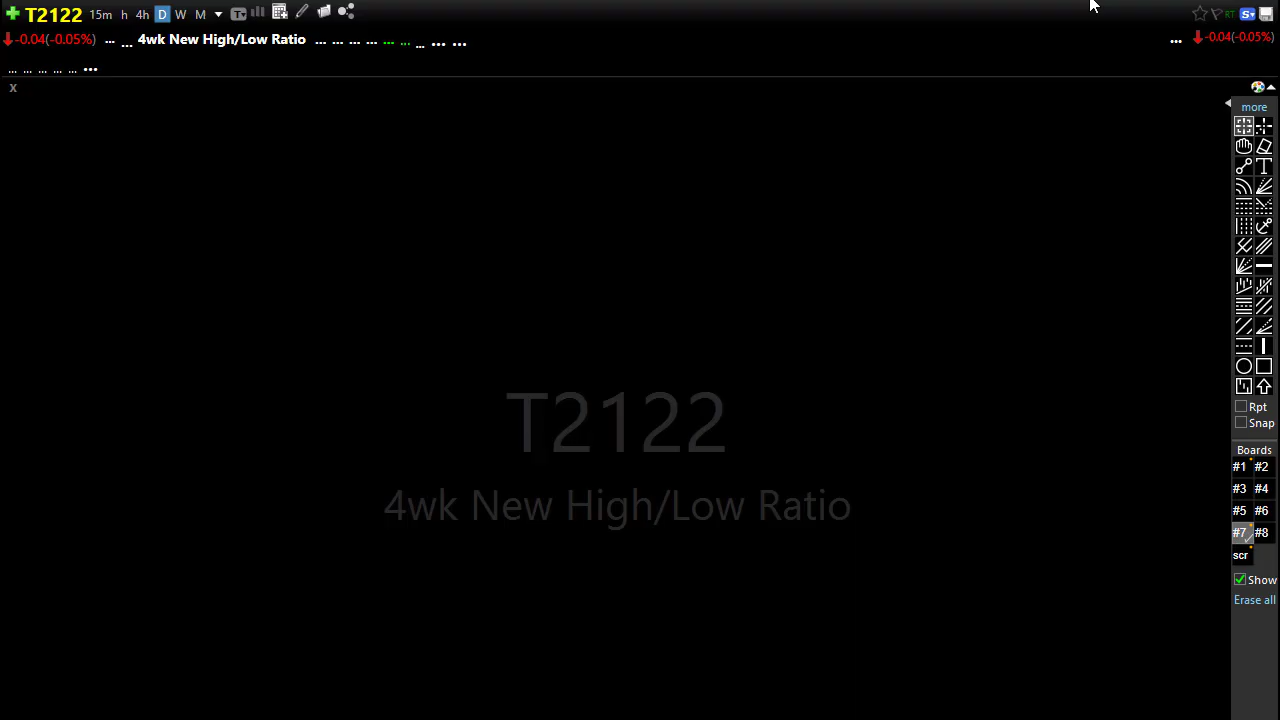 T2122 15m h 4h D W M T RT S
-0.04(-0.05%) ... ... 4wk New High/Low Ratio ... ... ... ... ... ... ... ... ... ... -0.04(-0.05%)
... ... ... ... ... ...
x
more
T
Rpt
Snap
Boards
#1 #2
#3 #4
#5 #6
#7 #8
scr
Show
Erase all
T2122
4wk New High/Low Ratio